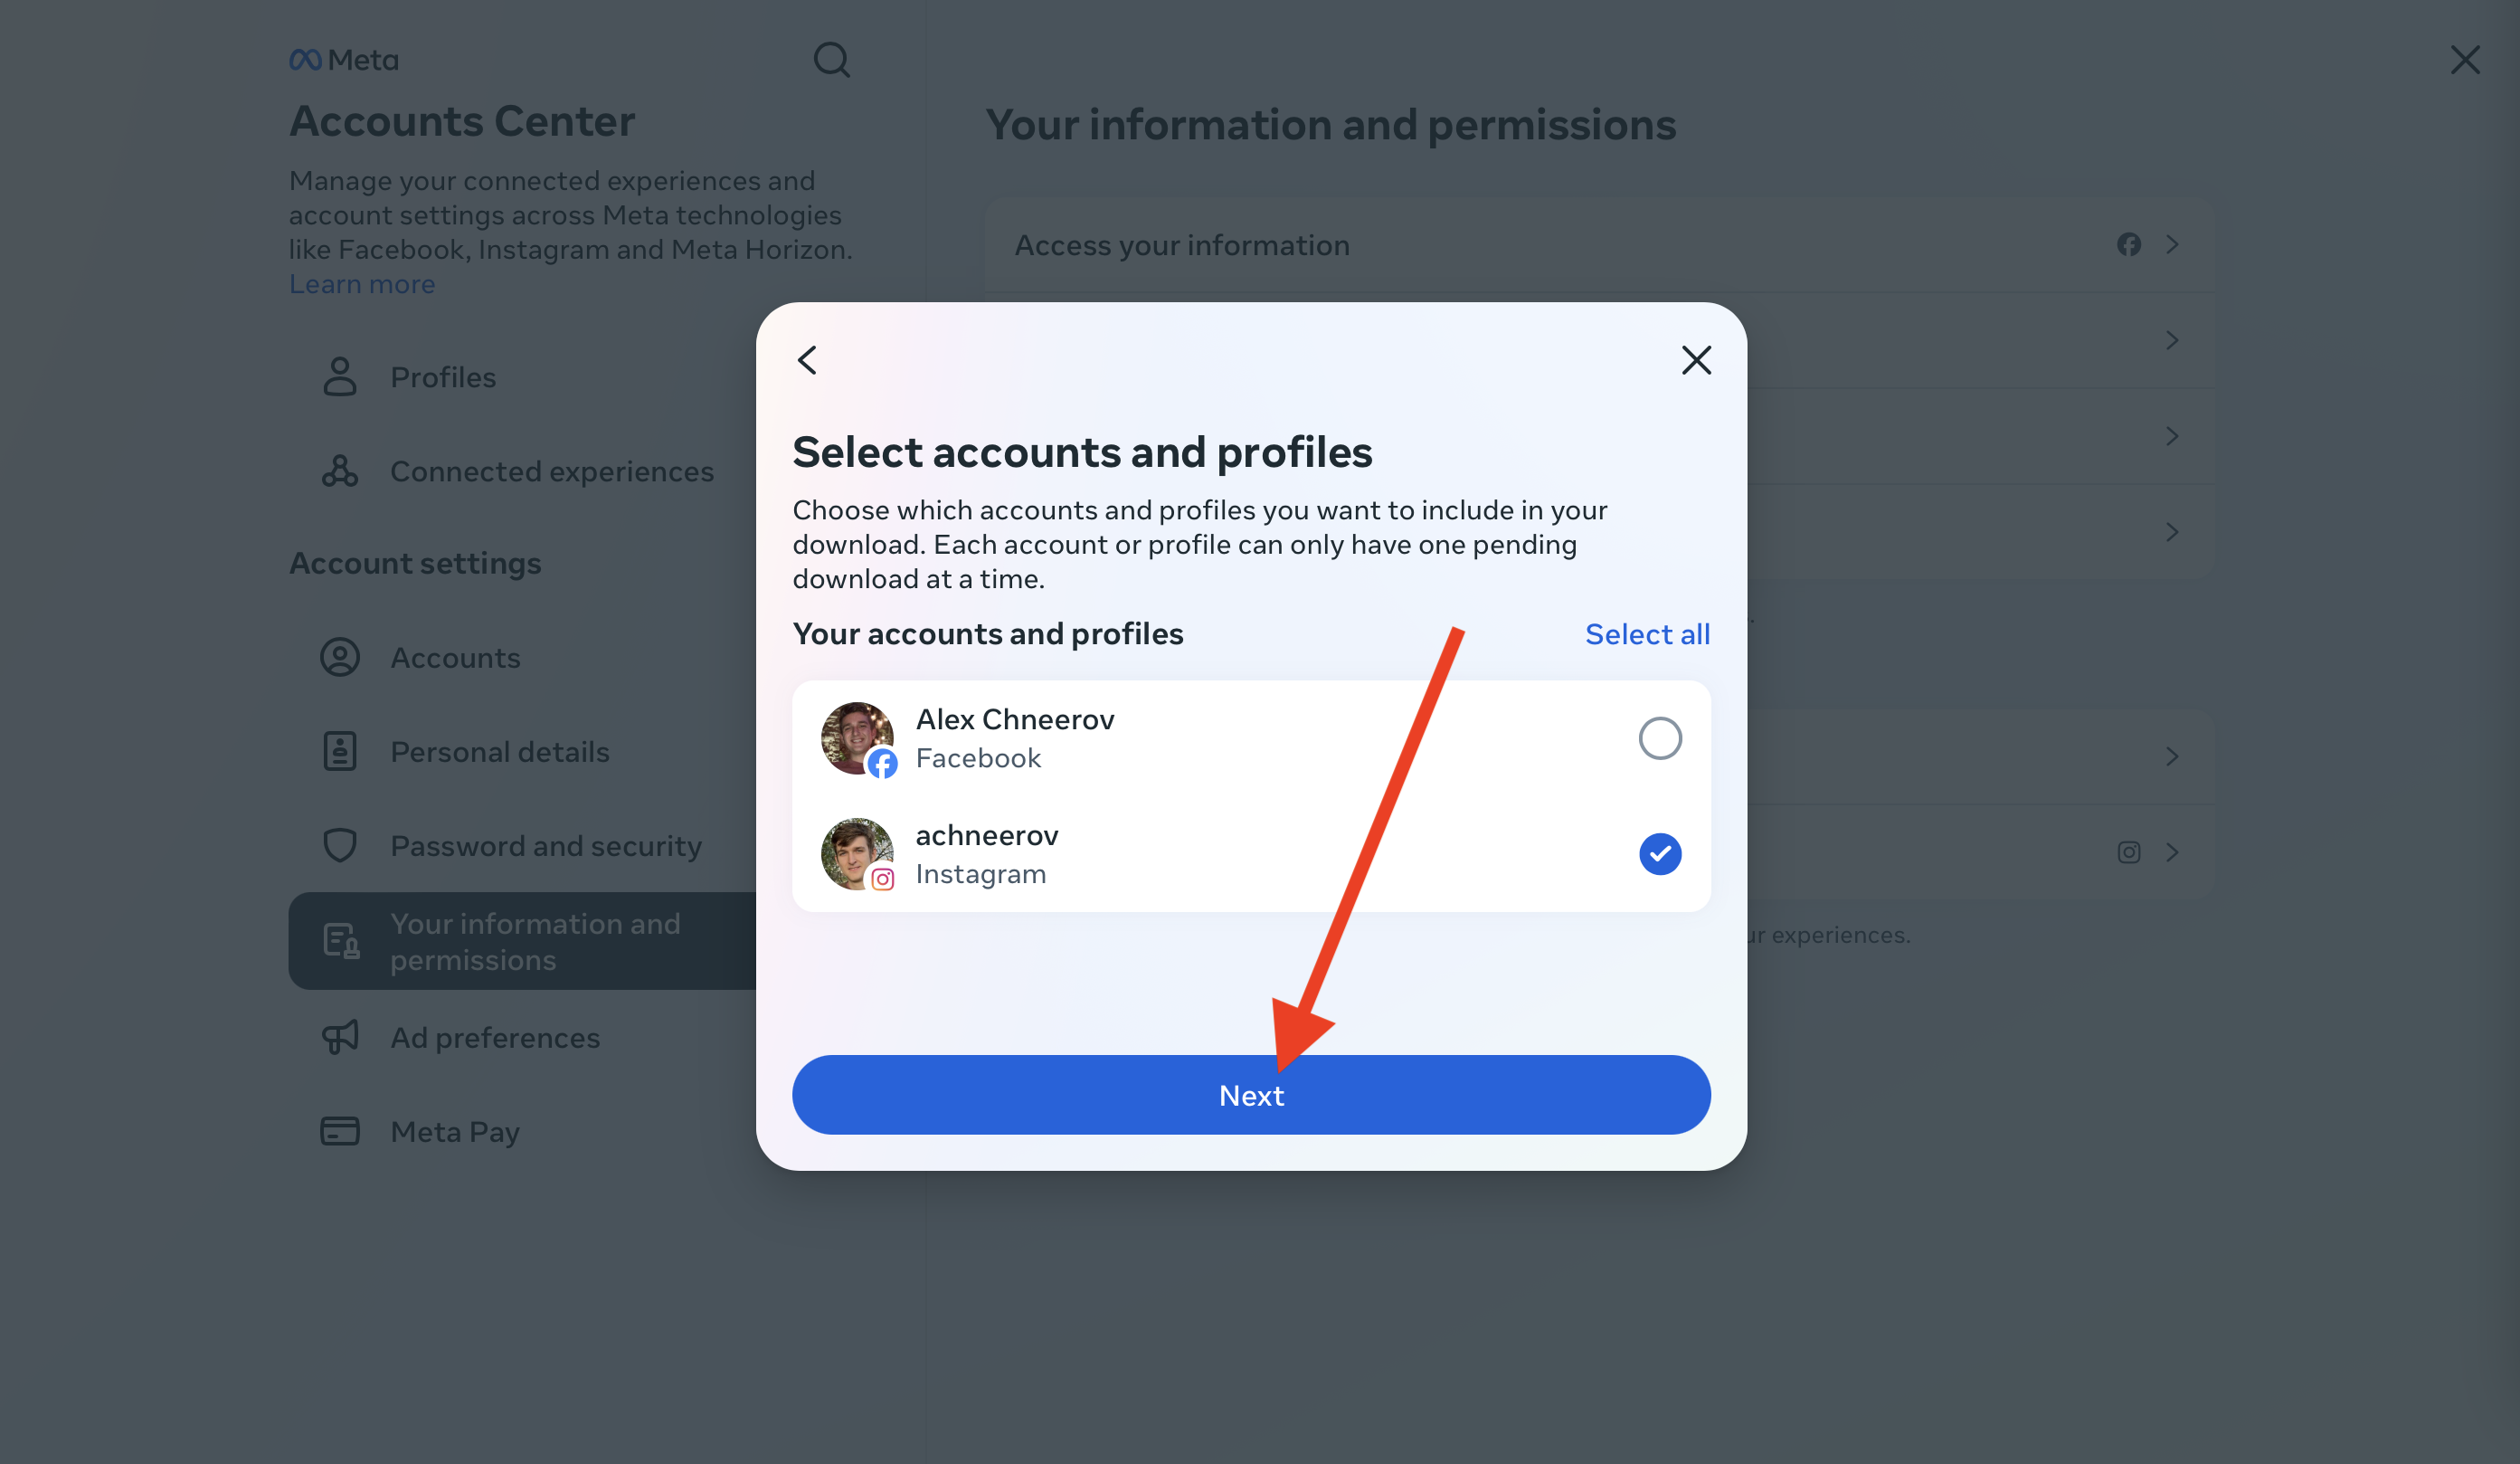 Meta
Accounts Center
Manage your connected experiences and
account settings across Meta technologies
like Facebook, Instagram and Meta Horizon.
Learn more
Profiles
Connected experiences
Account settings
Accounts
Personal details
Password and security
Your information and
permissions
Ad preferences
Meta Pay
Your information and permissions
Access your information
Select accounts and profiles
Choose which accounts and profiles you want to include in your
download. Each account or profile can only have one pending
download at a time.
Your accounts and profiles
Select all
Alex Chneerov
Facebook
achneerov
Instagram
Next
experiences.